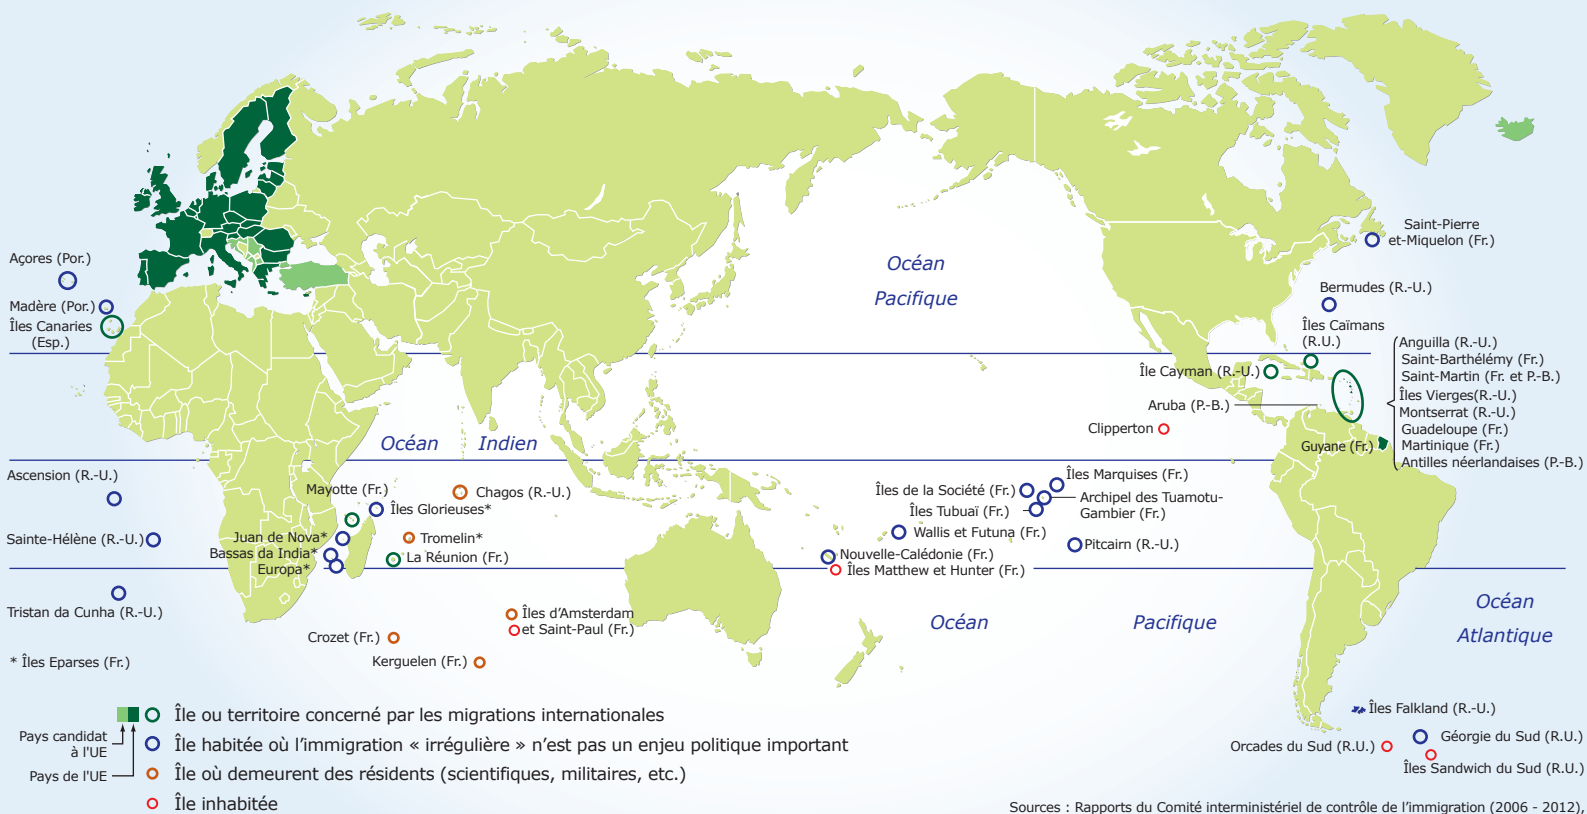 Océan
Pacifique
Saint-Pierre
et-Miquelon (Fr.)
Açores (Por.)
Bermudes (R.-U.)
Madère (Por.)
Îles Canaries
(Esp.)
Îles Caïmans
(R.U.)
Anguilla (R.-U.)
Saint-Barthélémy (Fr.)
Saint-Martin (Fr. et P.-B.)
Îles Vierges(R.-U.)
Montserrat (R.-U.)
Guadeloupe (Fr.)
Martinique (Fr.)
Antilles néerlandaises (P.-B.)
Île Cayman (R.-U.)
Aruba (P.-B.)
Clipperton
Guyane (Fr.)
Océan Indien
Ascension (R.-U.)
Mayotte (Fr.)
Chagos (R.-U.)
Îles Glorieuses*
Îles Marquises (Fr.)
Îles de la Société (Fr.)
Archipel des Tuamotu-
Gambier (Fr.)
Îles Tubuaï (Fr.)
Sainte-Hélène (R.-U.)
Juan de Nova*
Tromelin*
Wallis et Futuna (Fr.)
Bassas da India*
La Réunion (Fr.)
Pitcairn (R.-U.)
Europa*
Nouvelle-Calédonie (Fr.)
Îles Matthew et Hunter (Fr.)
Tristan da Cunha (R.-U.)
Îles d'Amsterdam
et Saint-Paul (Fr.)
Crozet (Fr.)
Kerguelen (Fr.)
Océan Pacifique
Océan
Atlantique
* Îles Eparses (Fr.)
Îles Falkland (R.-U.)
Géorgie du Sud (R.U.)
Orcades du Sud (R.U.)
Îles Sandwich du Sud (R.U.)
Pays candidat
à l'UE
Pays de l'UE
Île ou territoire concerné par les migrations internationales
Île habitée où l'immigration « irrégulière » n'est pas un enjeu politique important
Île où demeurent des résidents (scientifiques, militaires, etc.)
Île inhabitée
Sources : Rapports du Comité interministériel de contrôle de l'immigration (2006 - 2012),